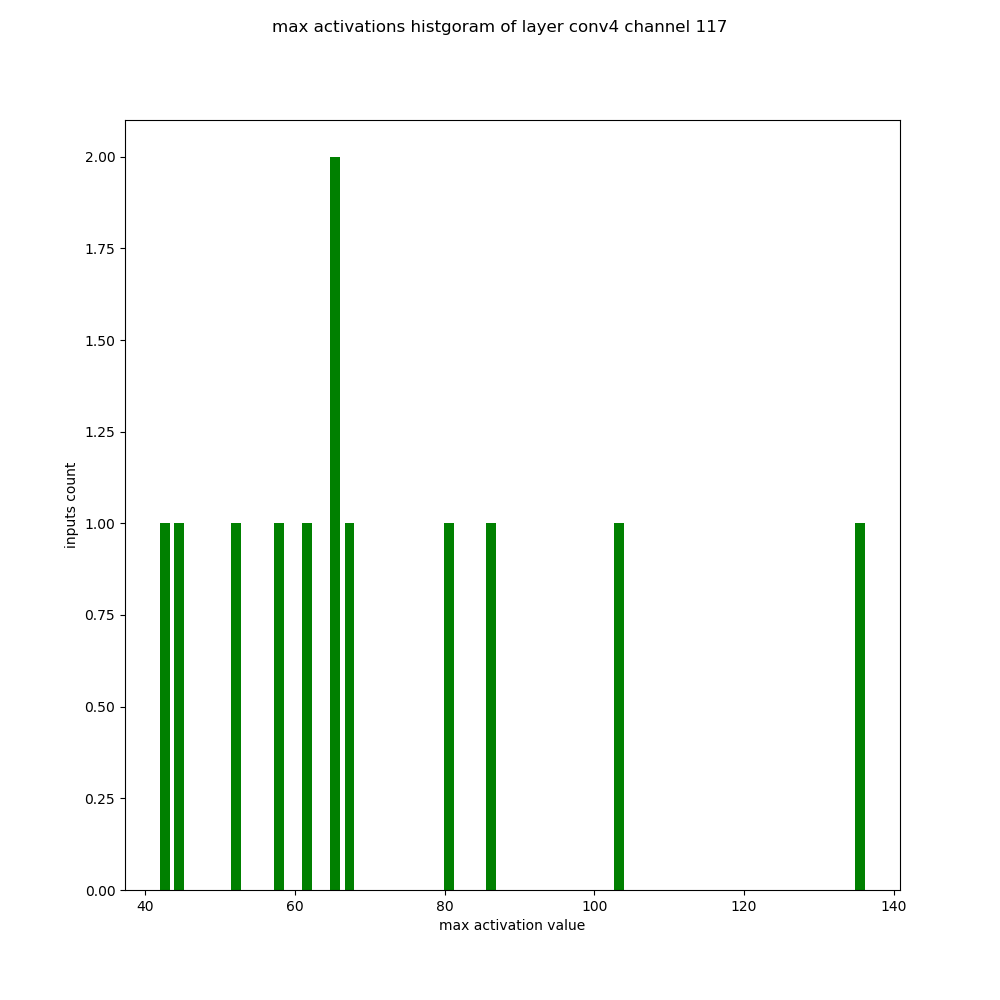 max activations histgoram of layer conv4 channel 117
2.00
1.75
1.50
1.25
1.00
0.75
0.50
0.25
0.00
inputs count
40 60 80 100 120 140
max activation value